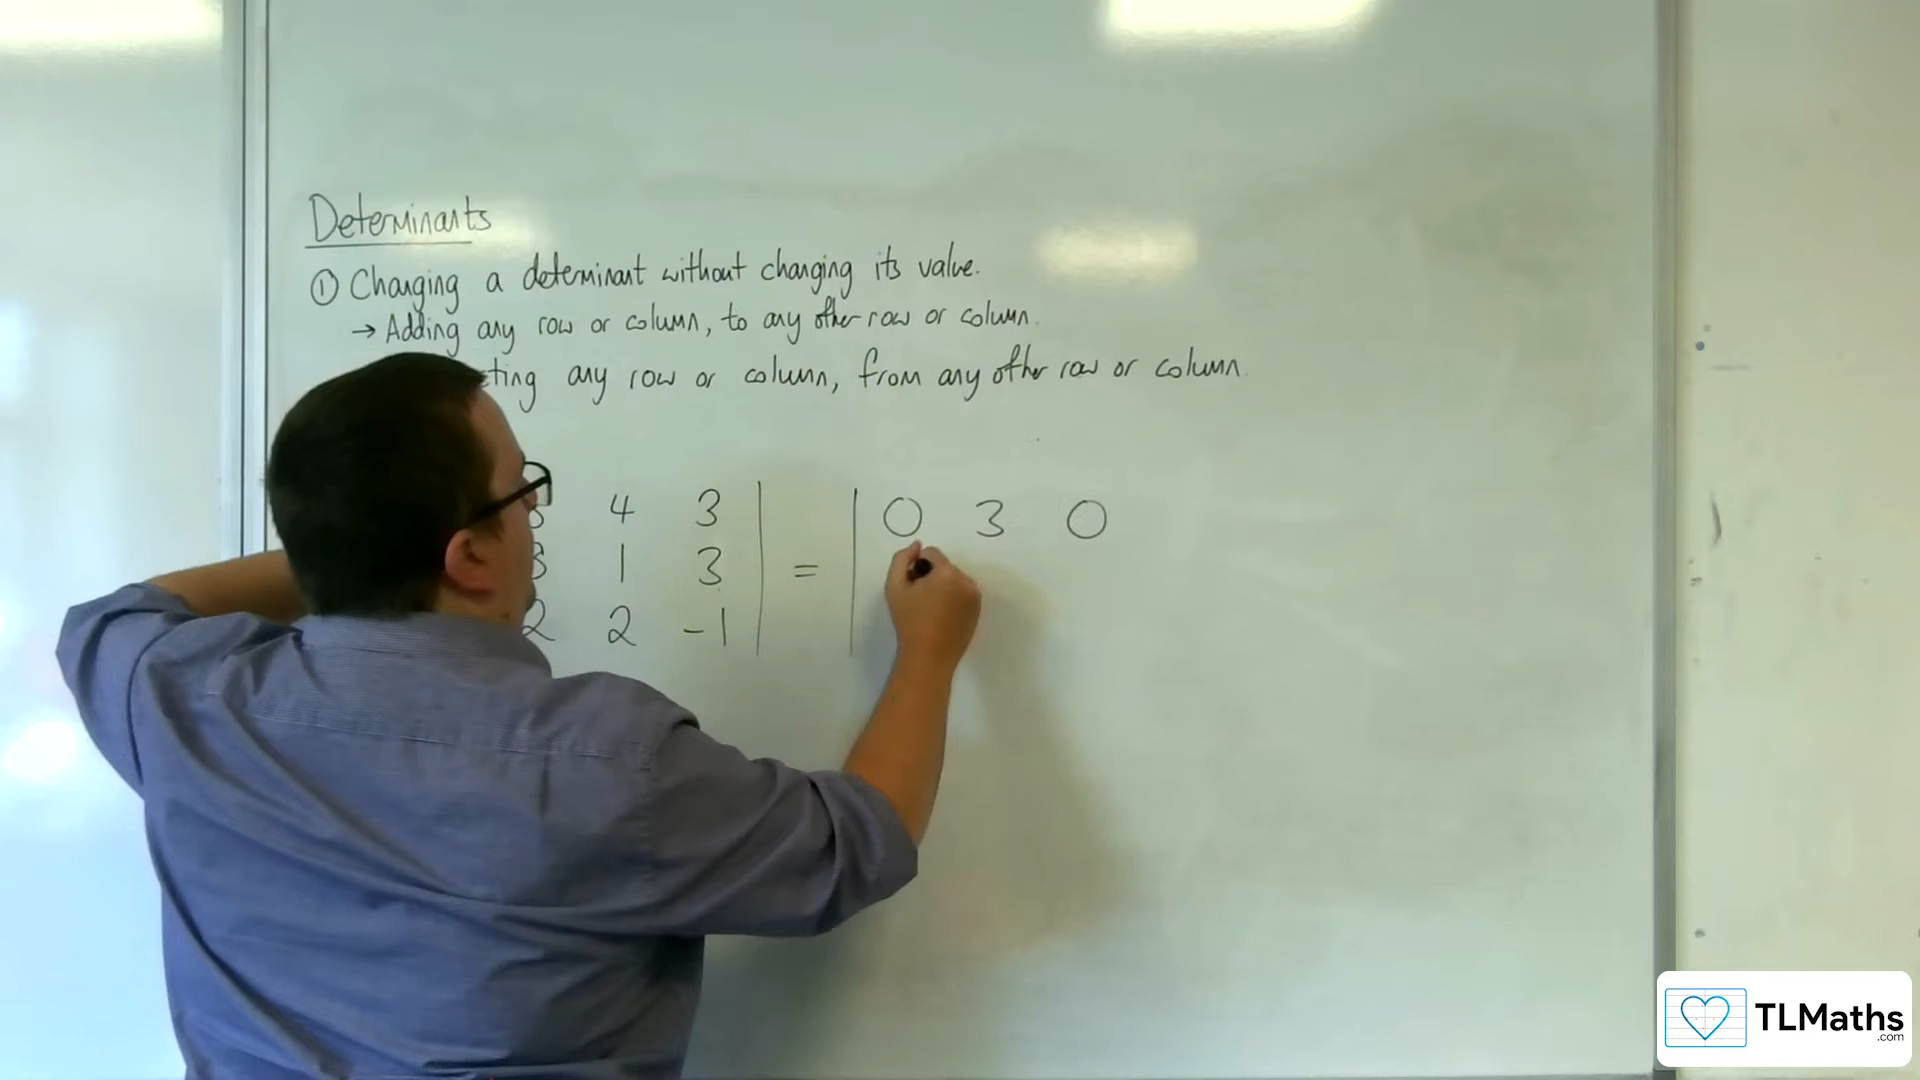 Determinants
① Changing a determinant without changing its value.
→ Adding any row or column, to any other row or column.
any row or column, from any other row or column.
4 3 | | 0 3 0
1 3 | = |
2 2 -1 | |
TLMaths
.com